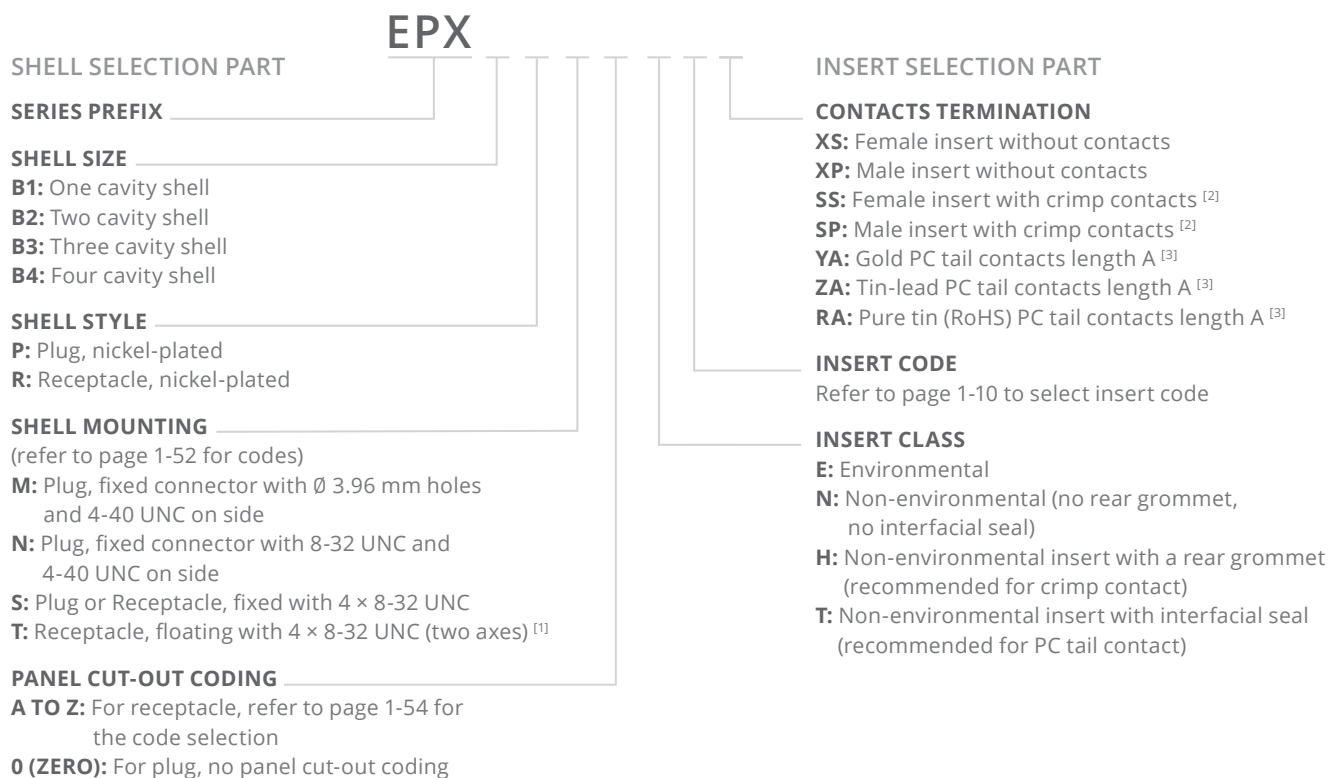 EPX
SHELL SELECTION PART
SERIES PREFIX
SHELL SIZE
B1: One cavity shell
B2: Two cavity shell
B3: Three cavity shell
B4: Four cavity shell
SHELL STYLE
P: Plug, nickel-plated
R: Receptacle, nickel-plated
SHELL MOUNTING
(refer to page 1-52 for codes)
M: Plug, fixed connector with Ø 3.96 mm holes
and 4-40 UNC on side
N: Plug, fixed connector with 8-32 UNC and
4-40 UNC on side
S: Plug or Receptacle, fixed with 4 × 8-32 UNC
T: Receptacle, floating with 4 × 8-32 UNC (two axes) [1]
PANEL CUT-OUT CODING
A TO Z: For receptacle, refer to page 1-54 for
the code selection
0 (ZERO): For plug, no panel cut-out coding
INSERT SELECTION PART
CONTACTS TERMINATION
XS: Female insert without contacts
XP: Male insert without contacts
SS: Female insert with crimp contacts [2]
SP: Male insert with crimp contacts [2]
YA: Gold PC tail contacts length A [3]
ZA: Tin-lead PC tail contacts length A [3]
RA: Pure tin (RoHS) PC tail contacts length A [3]
INSERT CODE
Refer to page 1-10 to select insert code
INSERT CLASS
E: Environmental
N: Non-environmental (no rear grommet,
no interfacial seal)
H: Non-environmental insert with a rear grommet
(recommended for crimp contact)
T: Non-environmental insert with interfacial seal
(recommended for PC tail contact)